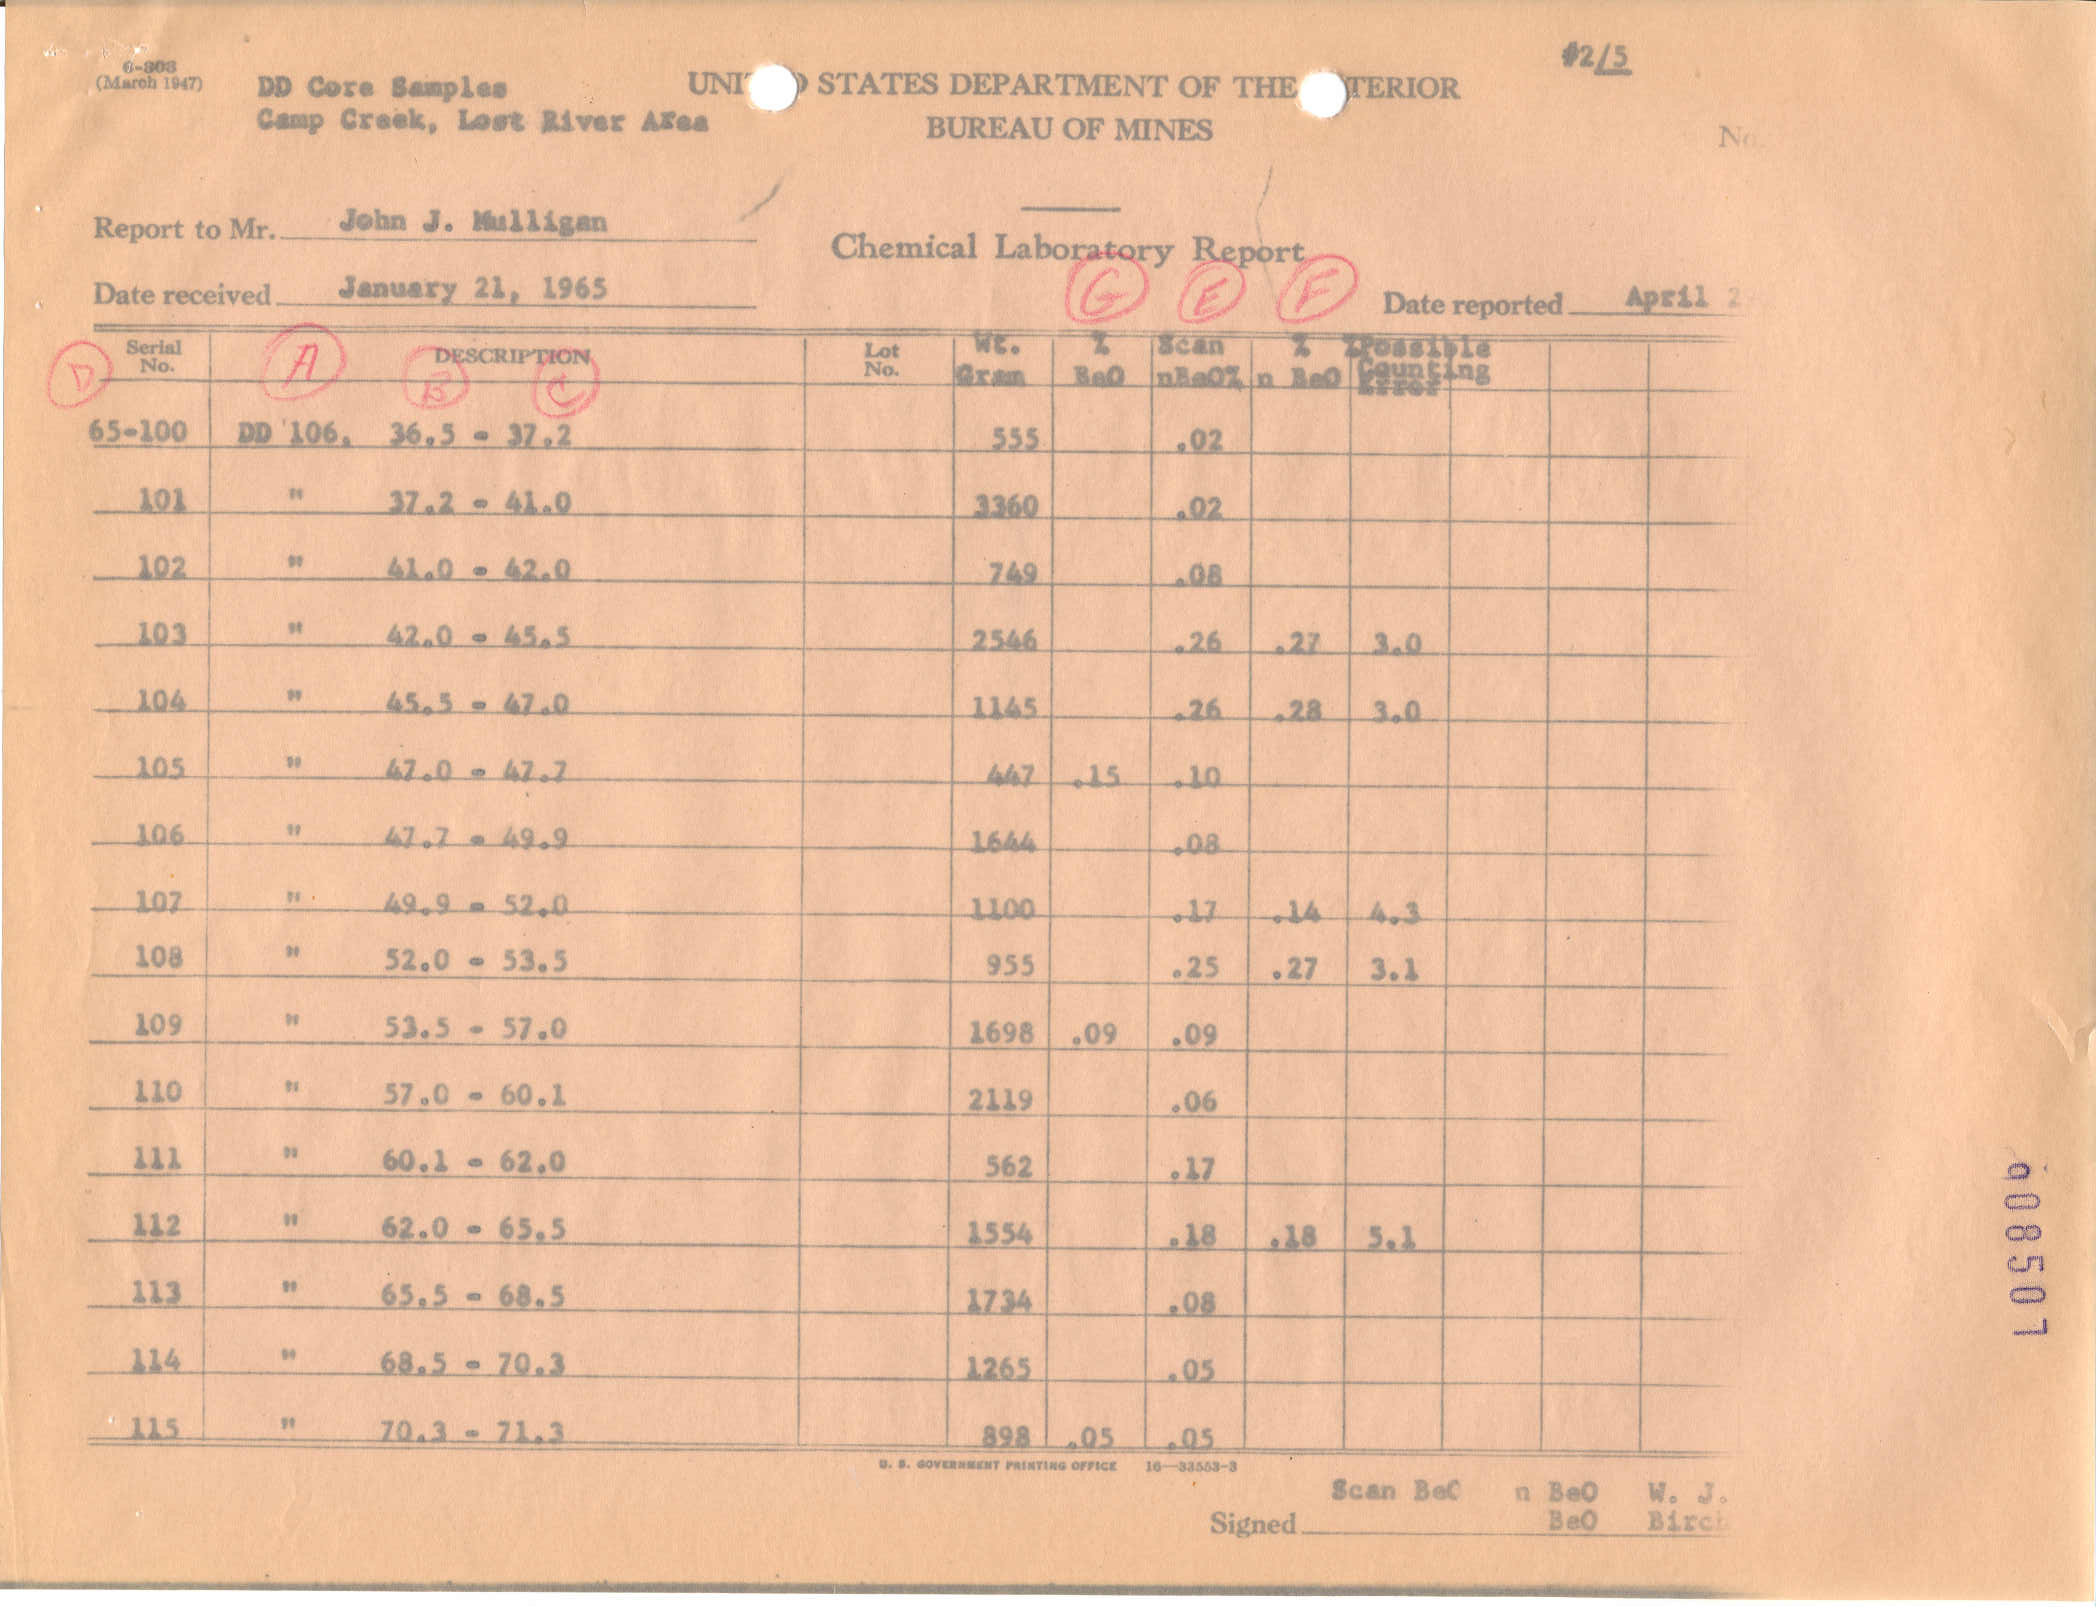 #2/5
6-303
(March 1947)
DD Core Samples
Camp Creek, Lost River Area
UNI D STATES DEPARTMENT OF THE TERIOR
BUREAU OF MINES
No.
Report to Mr. John J. Mulligan
Chemical Laboratory Report
Date received January 21, 1965
Date reported April 2
G E F
D A B C
Serial No. DESCRIPTION Lot No. Wt. Gram % BeO Scan nBeO% % n BeO %Possible Counting Error
65-100 DD 106, 36.5 - 37.2 555 .02
101 " 37.2 - 41.0 3360 .02
102 " 41.0 - 42.0 749 .08
103 " 42.0 - 45.5 2546 .26 .27 3.0
104 " 45.5 - 47.0 1145 .26 .28 3.0
105 " 47.0 - 47.7 447 .15 .10
106 " 47.7 - 49.9 1644 .08
107 " 49.9 - 52.0 1100 .17 .14 4.3
108 " 52.0 - 53.5 955 .25 .27 3.1
109 " 53.5 - 57.0 1698 .09 .09
110 " 57.0 - 60.1 2119 .06
111 " 60.1 - 62.0 562 .17
112 " 62.0 - 65.5 1554 .18 .18 5.1
113 " 65.5 - 68.5 1734 .08
114 " 68.5 - 70.3 1265 .05
115 " 70.3 - 71.3 898 .05 .05
U. S. GOVERNMENT PRINTING OFFICE 16—33553-3
Scan BeO n BeO W. J.
Signed BeO Birch
a08501